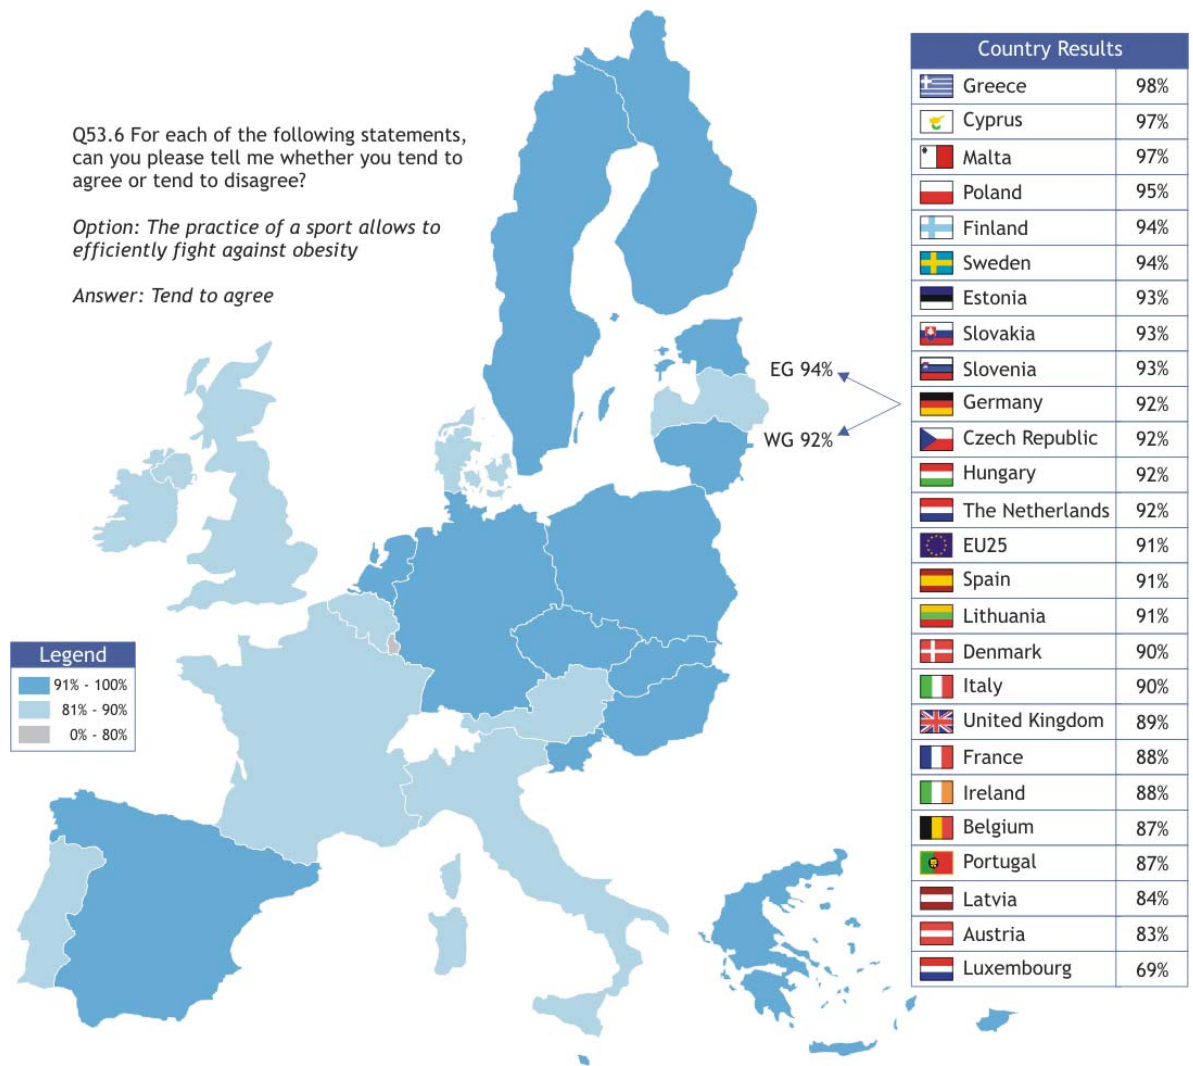 Q53.6 For each of the following statements,
can you please tell me whether you tend to
agree or tend to disagree?
Option: The practice of a sport allows to
efficiently fight against obesity
Answer: Tend to agree
EG 94%
WG 92%
Legend
91% - 100%
81% - 90%
0% - 80%
Country Results
Greece 98%
Cyprus 97%
Malta 97%
Poland 95%
Finland 94%
Sweden 94%
Estonia 93%
Slovakia 93%
Slovenia 93%
Germany 92%
Czech Republic 92%
Hungary 92%
The Netherlands 92%
EU25 91%
Spain 91%
Lithuania 91%
Denmark 90%
Italy 90%
United Kingdom 89%
France 88%
Ireland 88%
Belgium 87%
Portugal 87%
Latvia 84%
Austria 83%
Luxembourg 69%